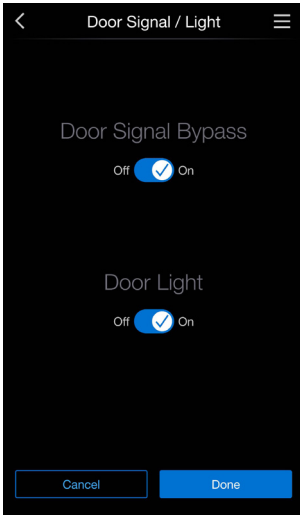 Door Signal / Light
Door Signal Bypass
Off On
Door Light
Off On
Cancel Done